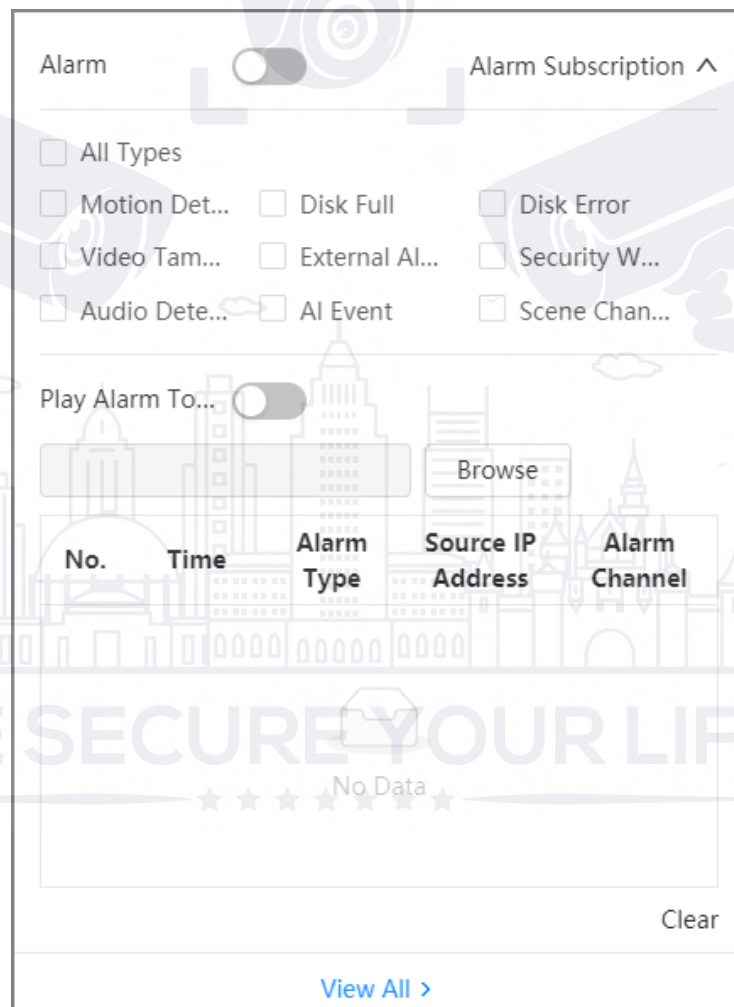 Alarm Alarm Subscription
All Types
Motion Det... Disk Full Disk Error
Video Tam... External Al... Security W...
Audio Dete... AI Event Scene Chan...
Play Alarm To...
Browse
No. Time Alarm Type Source IP Address Alarm Channel
SECURE YOUR LIF
No Data
Clear
View All >